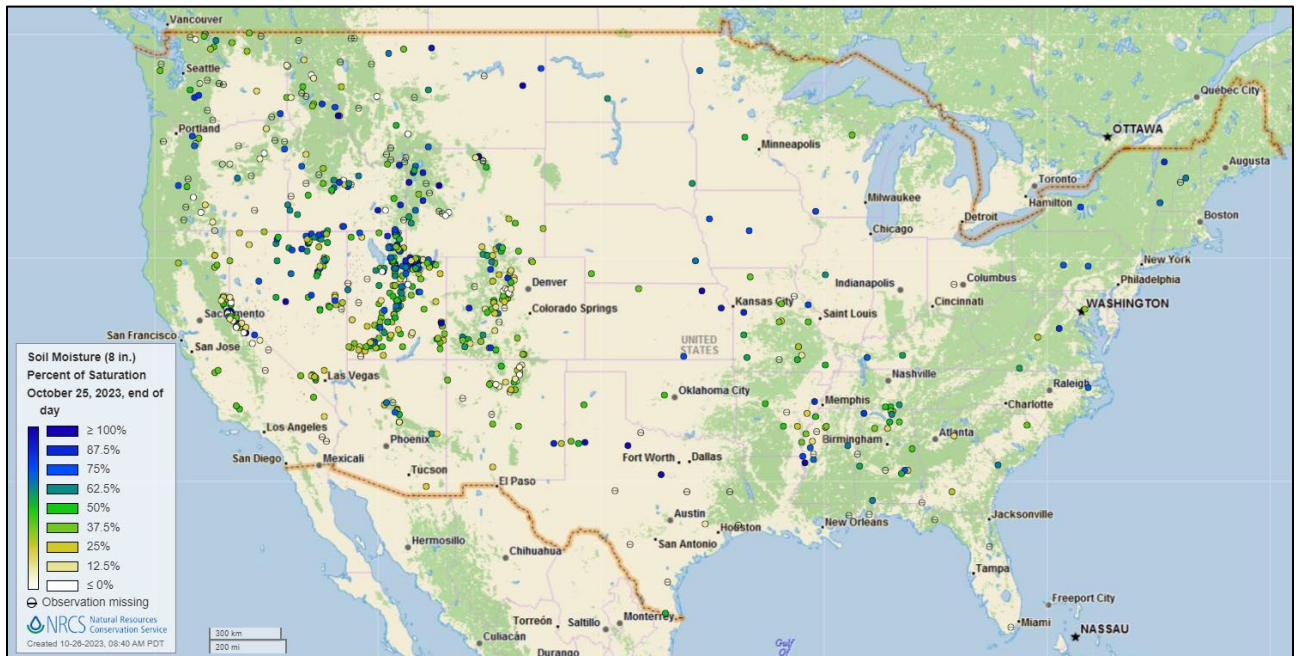 Vancouver
Seattle
Portland
Québec City
OTTAWA
Augusta
Minneapolis
Toronto
Hamilton
Milwaukee
Detroit
Boston
Chicago
New York
Denver
Columbus
Philadelphia
Indianapolis
Colorado Springs
Kansas City
Cincinnati
WASHINGTON
Sacramento
Saint Louis
San Francisco
San Jose
UNITED
STATES
Las Vegas
Nashville
Raleigh
Oklahoma City
Memphis
Charlotte
Los Angeles
Phoenix
Birmingham
Atlanta
San Diego
Mexicali
Tucson
Fort Worth
Dallas
El Paso
Austin
Houston
New Orleans
Jacksonville
San Antonio
Hermosillo
Chihuahua
Tampa
Freeport City
Monterrey
Miami
Torreón
Saltillo
Culiacán
Durango
NASSAU
Gulf
Of
Soil Moisture (8 in.)
Percent of Saturation
October 25, 2023, end of
day
≥ 100%
87.5%
75%
62.5%
50%
37.5%
25%
12.5%
≤ 0%
Observation missing
NRCS Natural Resources
Conservation Service
Created 10-26-2023, 08:40 AM PDT
300 km
200 mi